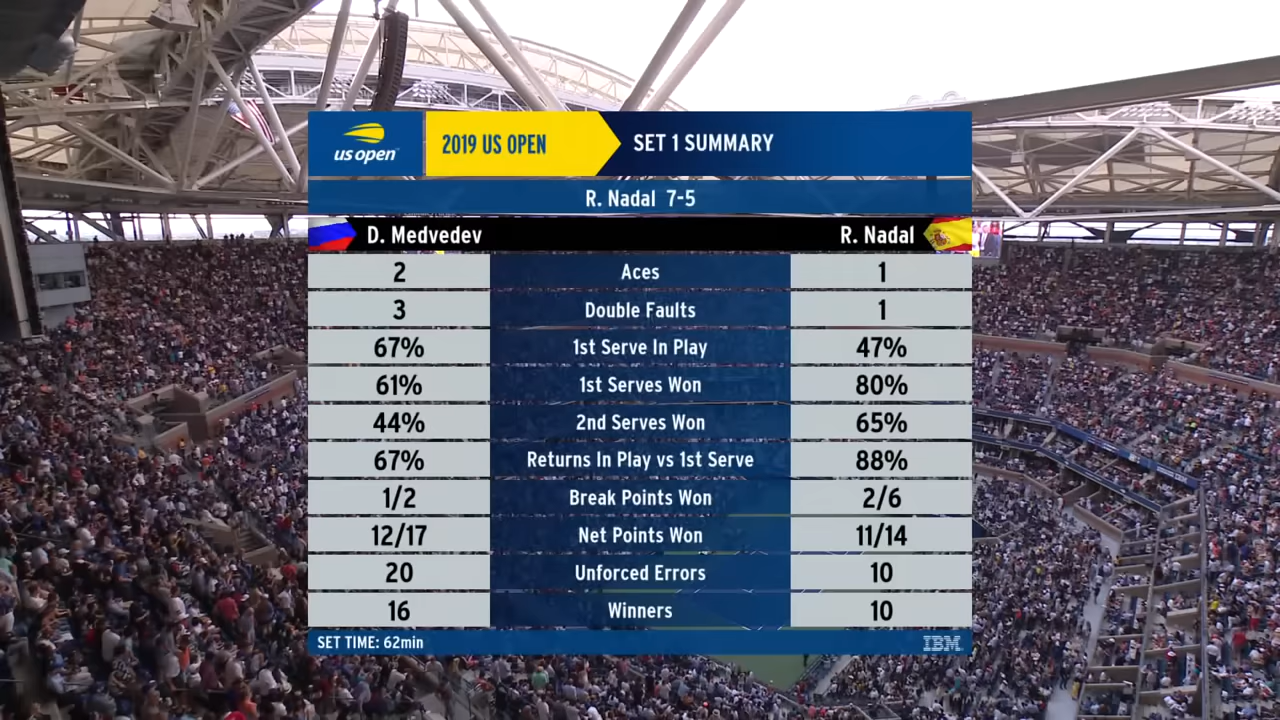 us open
2019 US OPEN
SET 1 SUMMARY
R. Nadal 7-5
D. Medvedev R. Nadal
2 Aces 1
3 Double Faults 1
67% 1st Serve In Play 47%
61% 1st Serves Won 80%
44% 2nd Serves Won 65%
67% Returns In Play vs 1st Serve 88%
1/2 Break Points Won 2/6
12/17 Net Points Won 11/14
20 Unforced Errors 10
16 Winners 10
SET TIME: 62min IBM